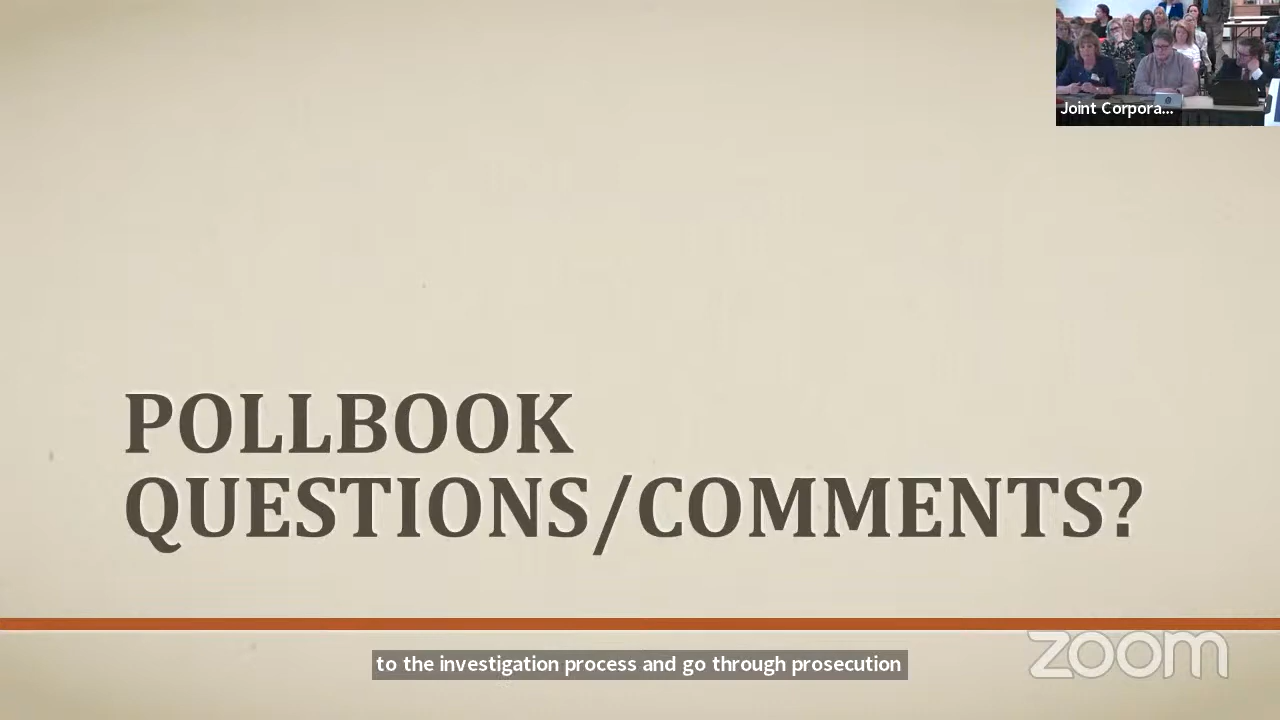 Joint Corpora...
POLLBOOK
QUESTIONS/COMMENTS?
to the investigation process and go through prosecution
zoom